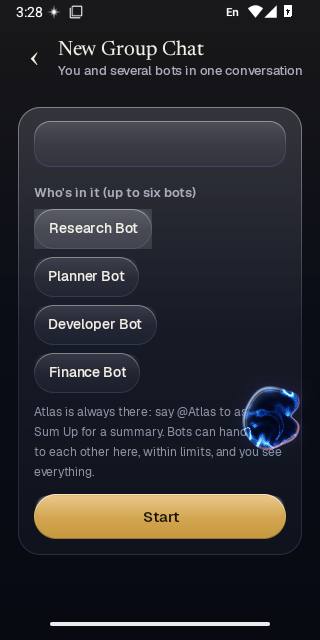 3:28
En
New Group Chat
You and several bots in one conversation
Who's in it (up to six bots)
Research Bot
Planner Bot
Developer Bot
Finance Bot
Atlas is always there: say @Atlas to
Sum Up for a summary. Bots can
to each other here, within limits, and you see
everything.
Start